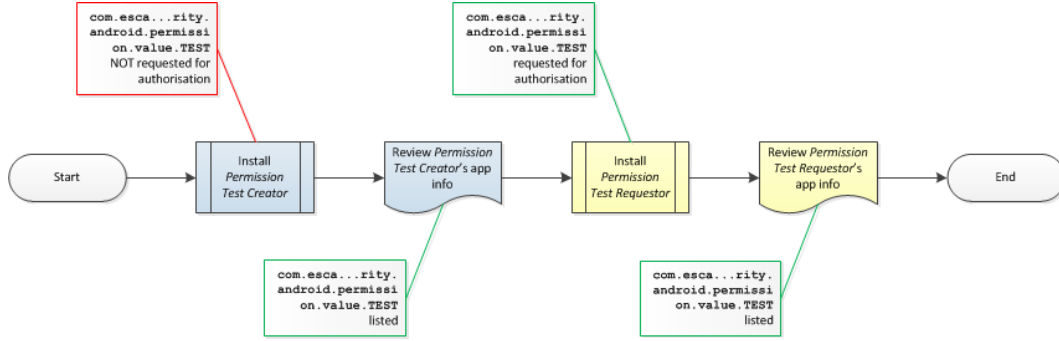 com.esca...rity.
android.permissi
on.value.TEST
NOT requested for
authorisation
com.esca...rity.
android.permissi
on.value.TEST
requested for
authorisation
Start
Install
Permission
Test Creator
Review Permission
Test Creator's app
info
Install
Permission
Test Requestor
Review Permission
Test Requestor's
app info
End
com.esca...rity.
android.permissi
on.value.TEST
listed
com.esca...rity.
android.permissi
on.value.TEST
listed